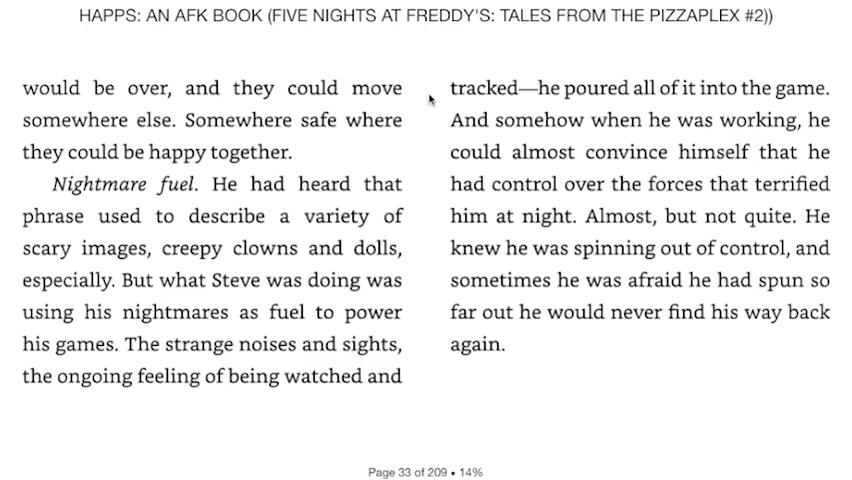 HAPPS: AN AFK BOOK (FIVE NIGHTS AT FREDDY'S: TALES FROM THE PIZZAPLEX #2))
would be over, and they could move
somewhere else. Somewhere safe where
they could be happy together.
Nightmare fuel. He had heard that
phrase used to describe a variety of
scary images, creepy clowns and dolls,
especially. But what Steve was doing was
using his nightmares as fuel to power
his games. The strange noises and sights,
the ongoing feeling of being watched and
tracked—he poured all of it into the game.
And somehow when he was working, he
could almost convince himself that he
had control over the forces that terrified
him at night. Almost, but not quite. He
knew he was spinning out of control, and
sometimes he was afraid he had spun so
far out he would never find his way back
again.
Page 33 of 209 • 14%